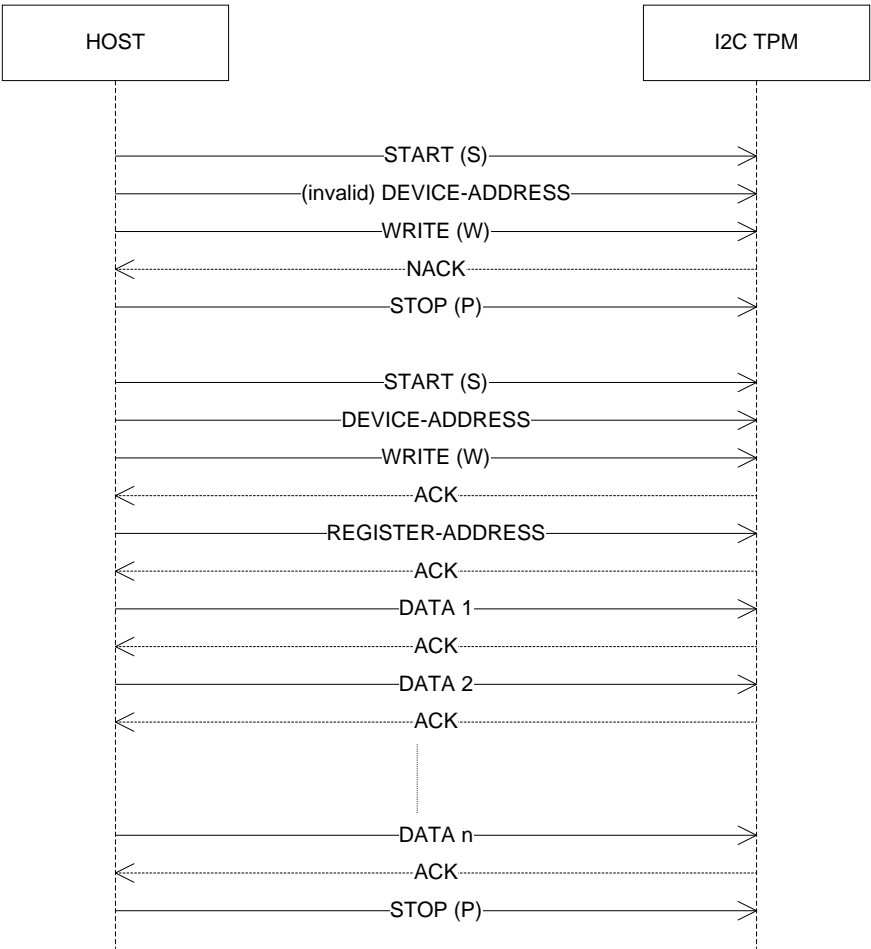 HOST
I2C TPM
START (S)
(invalid) DEVICE-ADDRESS
WRITE (W)
NACK
STOP (P)
START (S)
DEVICE-ADDRESS
WRITE (W)
ACK
REGISTER-ADDRESS
ACK
DATA 1
ACK
DATA 2
ACK
DATA n
ACK
STOP (P)